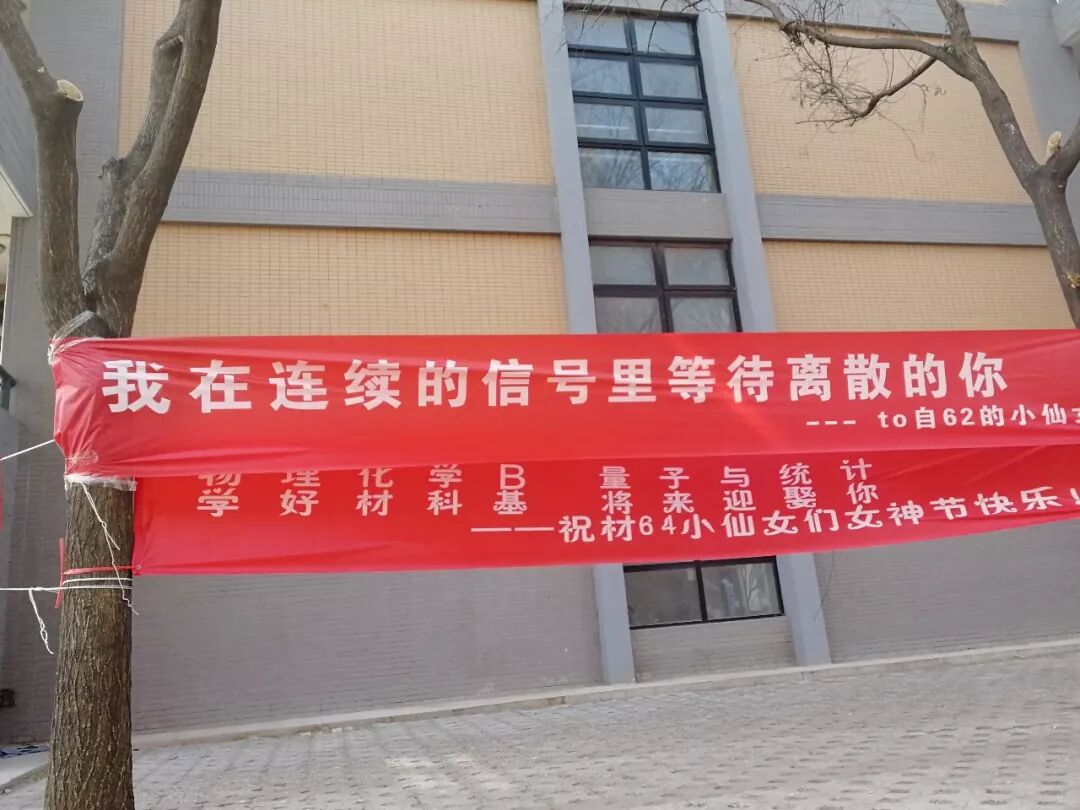 我在连续的信号里等待离散的你
--- to自62的小仙女
物理化学B 量子与统计
学好材科基 将来迎娶你
——祝材64小仙女们女神节快乐！